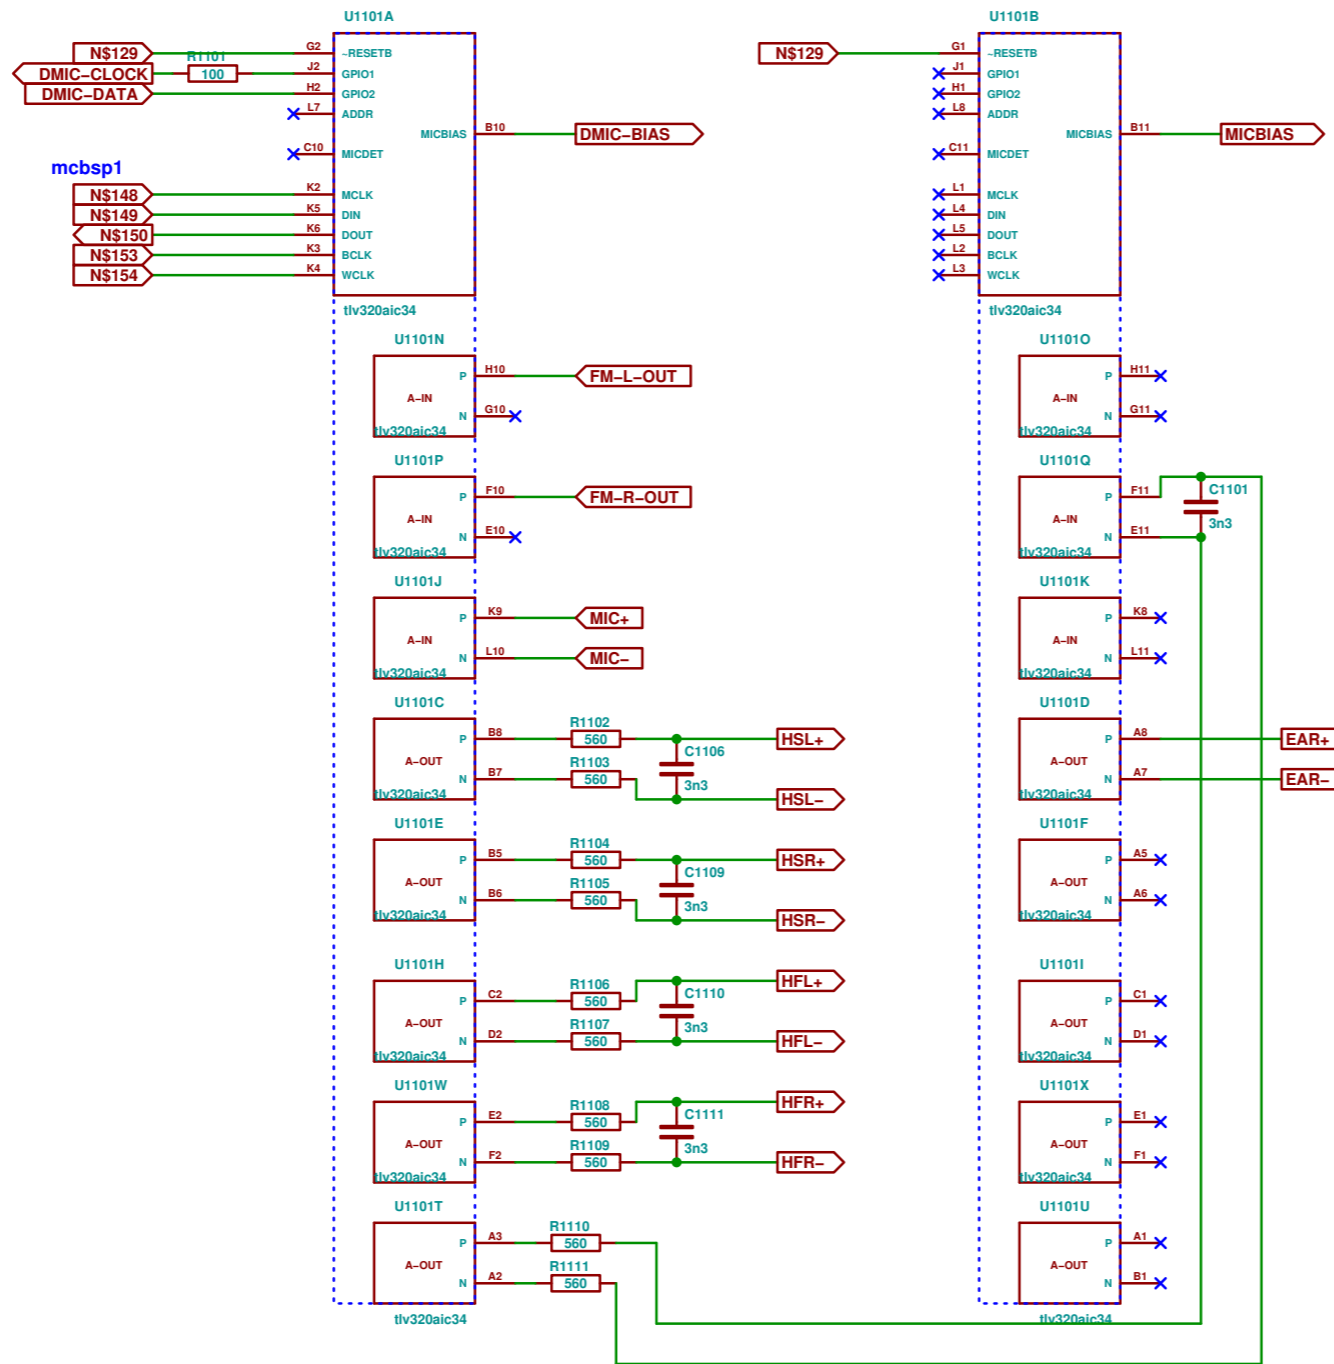 U1101A
N$129 G2 ~RESETB
R1101
DMIC-CLOCK 100 J2 GPIO1
DMIC-DATA H2 GPIO2
L7 ADDR
MICBIAS B10 DMIC-BIAS
C10 MICDET
mcbsp1
N$148 K2 MCLK
N$149 K5 DIN
N$150 K6 DOUT
N$153 K3 BCLK
N$154 K4 WCLK
tlv320aic34
U1101N
P H10 FM-L-OUT
A-IN
N G10
tlv320aic34
U1101P
P F10 FM-R-OUT
A-IN
N E10
tlv320aic34
U1101J
P K9 MIC+
A-IN
N L10 MIC-
tlv320aic34
U1101C
R1102
P B8 560 HSL+
C1106
A-OUT
R1103
N B7 560
3n3
tlv320aic34
HSL-
U1101E
R1104
P B5 560 HSR+
C1109
A-OUT
R1105
N B6 560
3n3
tlv320aic34
HSR-
U1101H
HFL+
R1106
C1110
P C2 560
A-OUT
R1107
3n3
N D2 560 HFL-
tlv320aic34
U1101W
HFR+
R1108
C1111
P E2 560
A-OUT
R1109
3n3
N F2 560 HFR-
tlv320aic34
U1101T
R1110
P A3 560
A-OUT
R1111
N A2 560
tlv320aic34
U1101B
N$129 G1 ~RESETB
J1 GPIO1
H1 GPIO2
L8 ADDR
MICBIAS B11 MICBIAS
C11 MICDET
L1 MCLK
L4 DIN
L5 DOUT
L2 BCLK
L3 WCLK
tlv320aic34
U1101O
P H11
A-IN
N G11
tlv320aic34
U1101Q
P F11
C1101
A-IN
3n3
N E11
tlv320aic34
U1101K
P K8
A-IN
N L11
tlv320aic34
U1101D
P A8 EAR+
A-OUT
N A7 EAR-
tlv320aic34
U1101F
P A5
A-OUT
N A6
tlv320aic34
U1101I
P C1
A-OUT
N D1
tlv320aic34
U1101X
P E1
A-OUT
N F1
tlv320aic34
U1101U
P A1
A-OUT
N B1
tlv320aic34